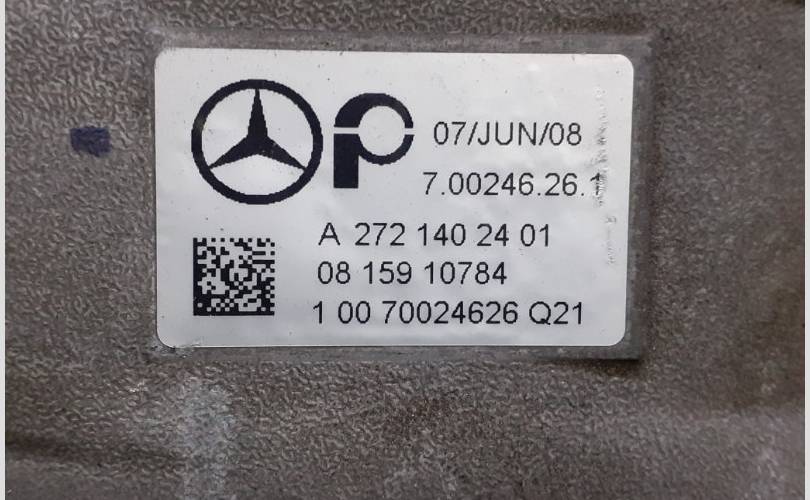 07/JUN/08
7.00246.26.1
A 272 140 24 01
08 159 10784
1 00 70024626 Q21